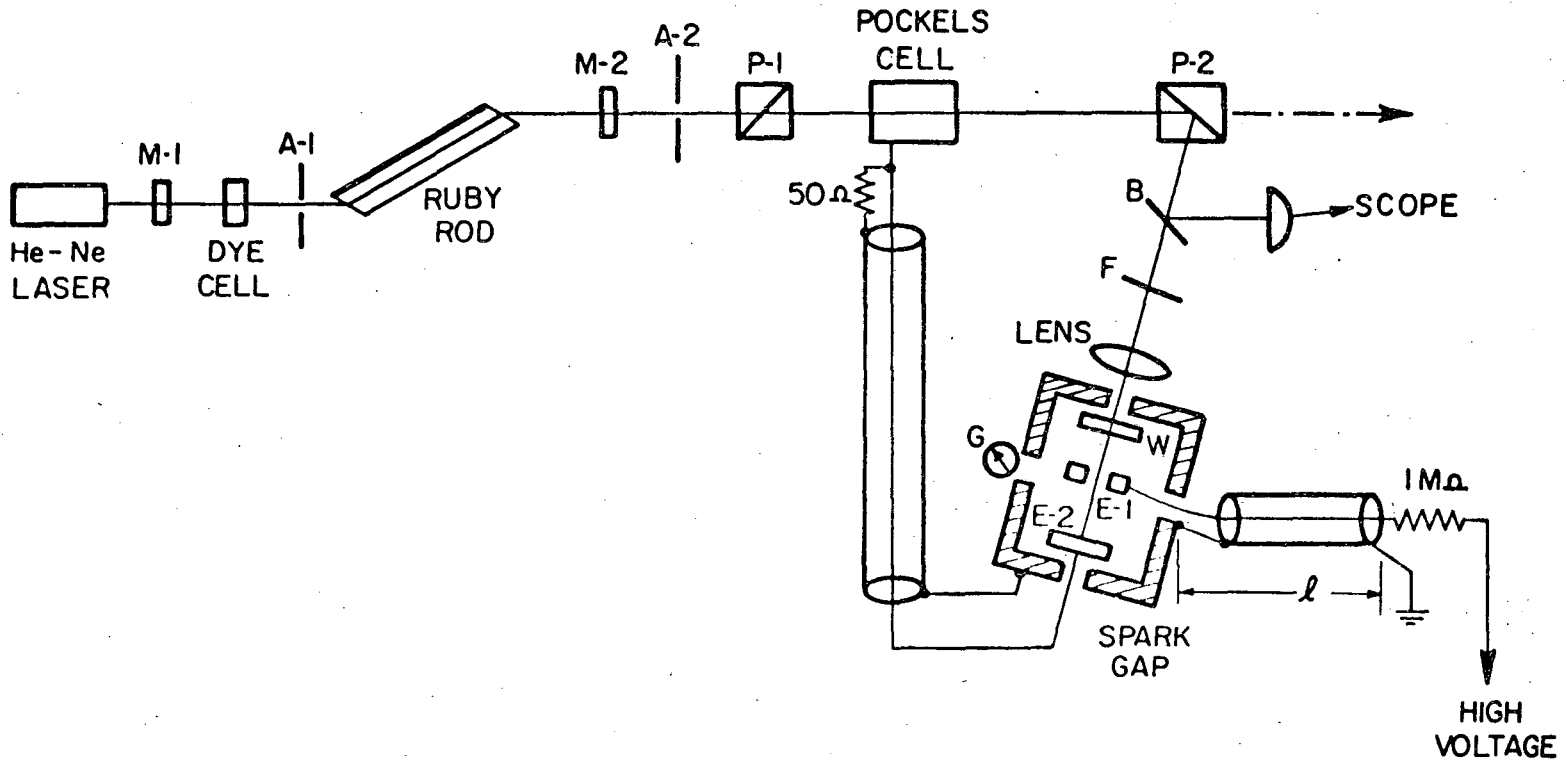 POCKELS
CELL
A-2
M-2
P-1
P-2
M-1
A-1
50Ω
B
SCOPE
RUBY
ROD
He-Ne
LASER
DYE
CELL
F
LENS
G
W
1MΩ
E-1
E-2
ℓ
SPARK
GAP
HIGH
VOLTAGE